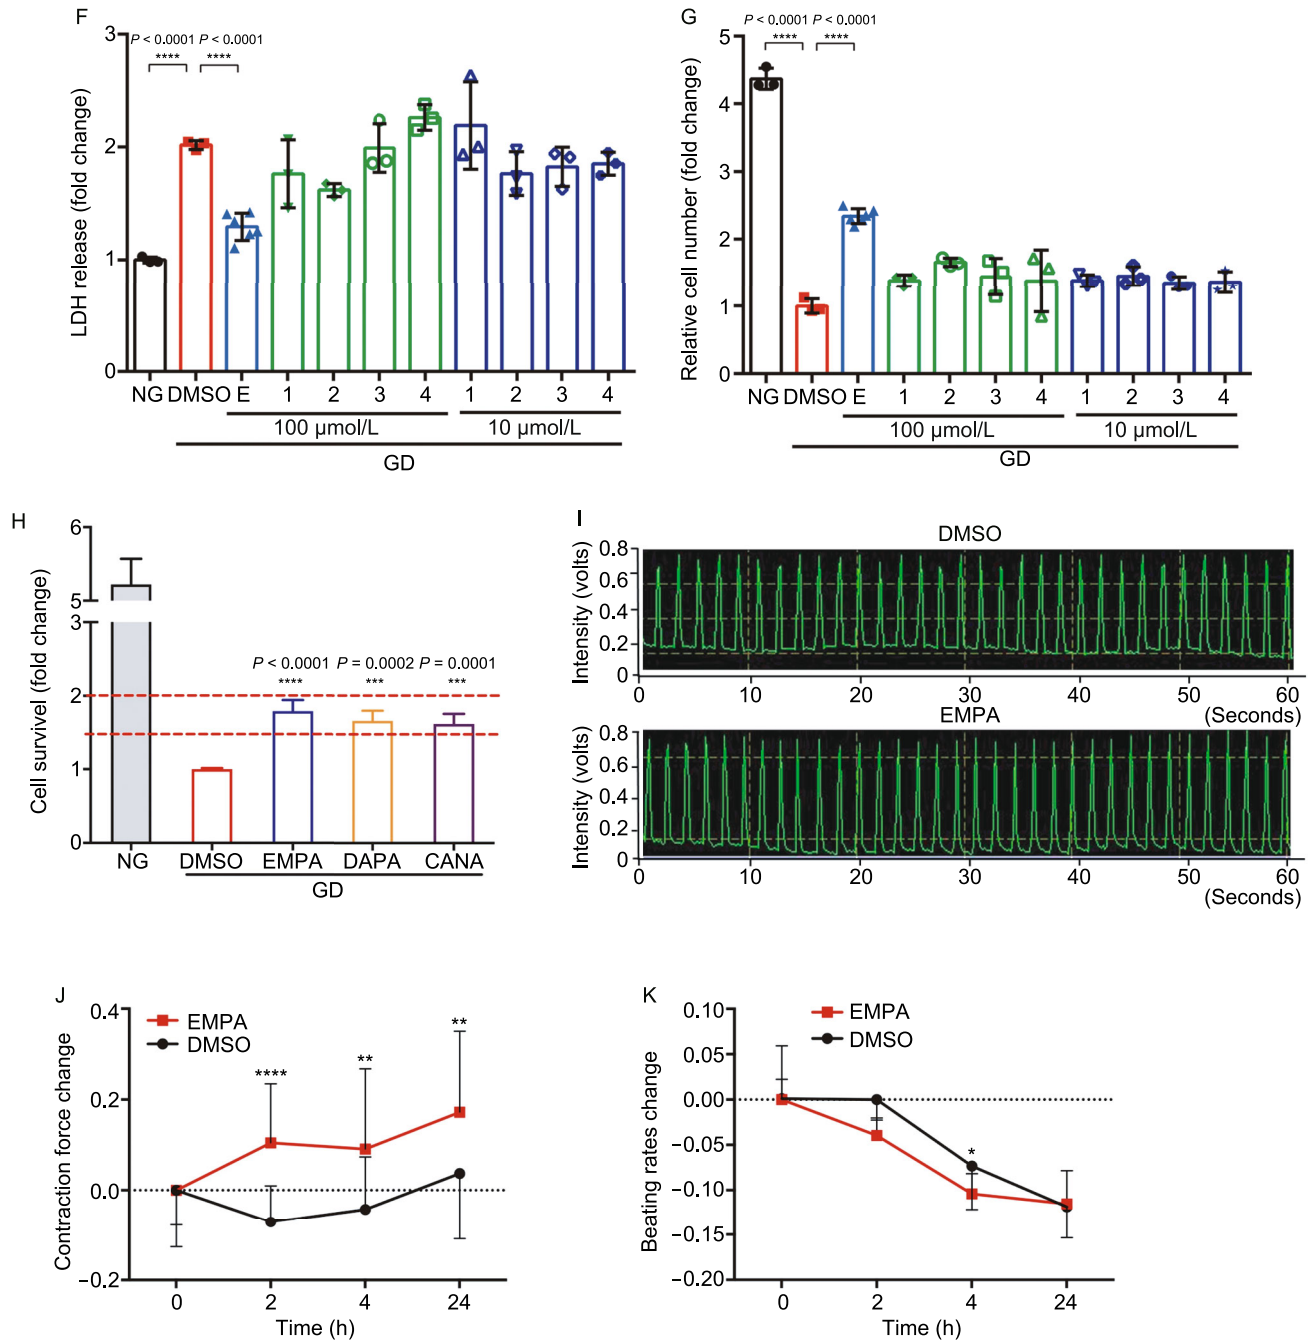 F
P < 0.0001 P < 0.0001
**** ****
LDH release (fold change)
3
2
1
0
NG DMSO E 1 2 3 4 1 2 3 4
100 µmol/L 10 µmol/L
GD
G
P < 0.0001 P < 0.0001
**** ****
Relative cell number (fold change)
5
4
3
2
1
0
NG DMSO E 1 2 3 4 1 2 3 4
100 µmol/L 10 µmol/L
GD
H
Cell survivel (fold change)
6
5
3
2
1
0
P < 0.0001 P = 0.0002 P = 0.0001
**** *** ***
NG DMSO EMPA DAPA CANA
GD
I
DMSO
Intensity (volts)
0.8
0.6
0.4
0.2
0
0 10 20 30 40 50 60
(Seconds)
EMPA
Intensity (volts)
0.8
0.6
0.4
0.2
0
0 10 20 30 40 50 60
(Seconds)
J
EMPA
DMSO
Contraction force change
0.4
0.2
0.0
−0.2
**** ** **
0 2 4 24
Time (h)
K
EMPA
DMSO
Beating rates change
0.10
0.05
0.00
−0.05
−0.10
−0.15
−0.20
*
0 2 4 24
Time (h)